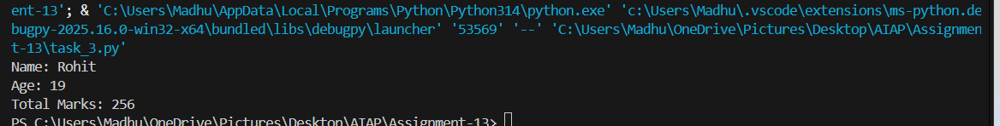 ent-13'; & 'C:\Users\Madhu\AppData\Local\Programs\Python\Python314\python.exe' 'c:\Users\Madhu\.vscode\extensions\ms-python.de
bugpy-2025.16.0-win32-x64\bundled\libs\debugpy\launcher' '53569' '--' 'C:\Users\Madhu\OneDrive\Pictures\Desktop\AIAP\Assignmen
t-13\task_3.py'
Name: Rohit
Age: 19
Total Marks: 256
PS C:\Users\Madhu\OneDrive\Pictures\Desktop\AIAP\Assignment-13>